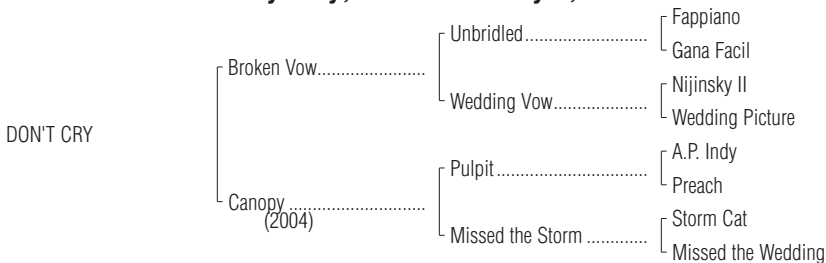 Fappiano
Unbridled.............................
Gana Facil
Broken Vow..........................
Nijinsky II
Wedding Vow......................
Wedding Picture
DON'T CRY
A.P. Indy
Pulpit....................................
Preach
Canopy ................................
(2004)
Storm Cat
Missed the Storm ..............
Missed the Wedding